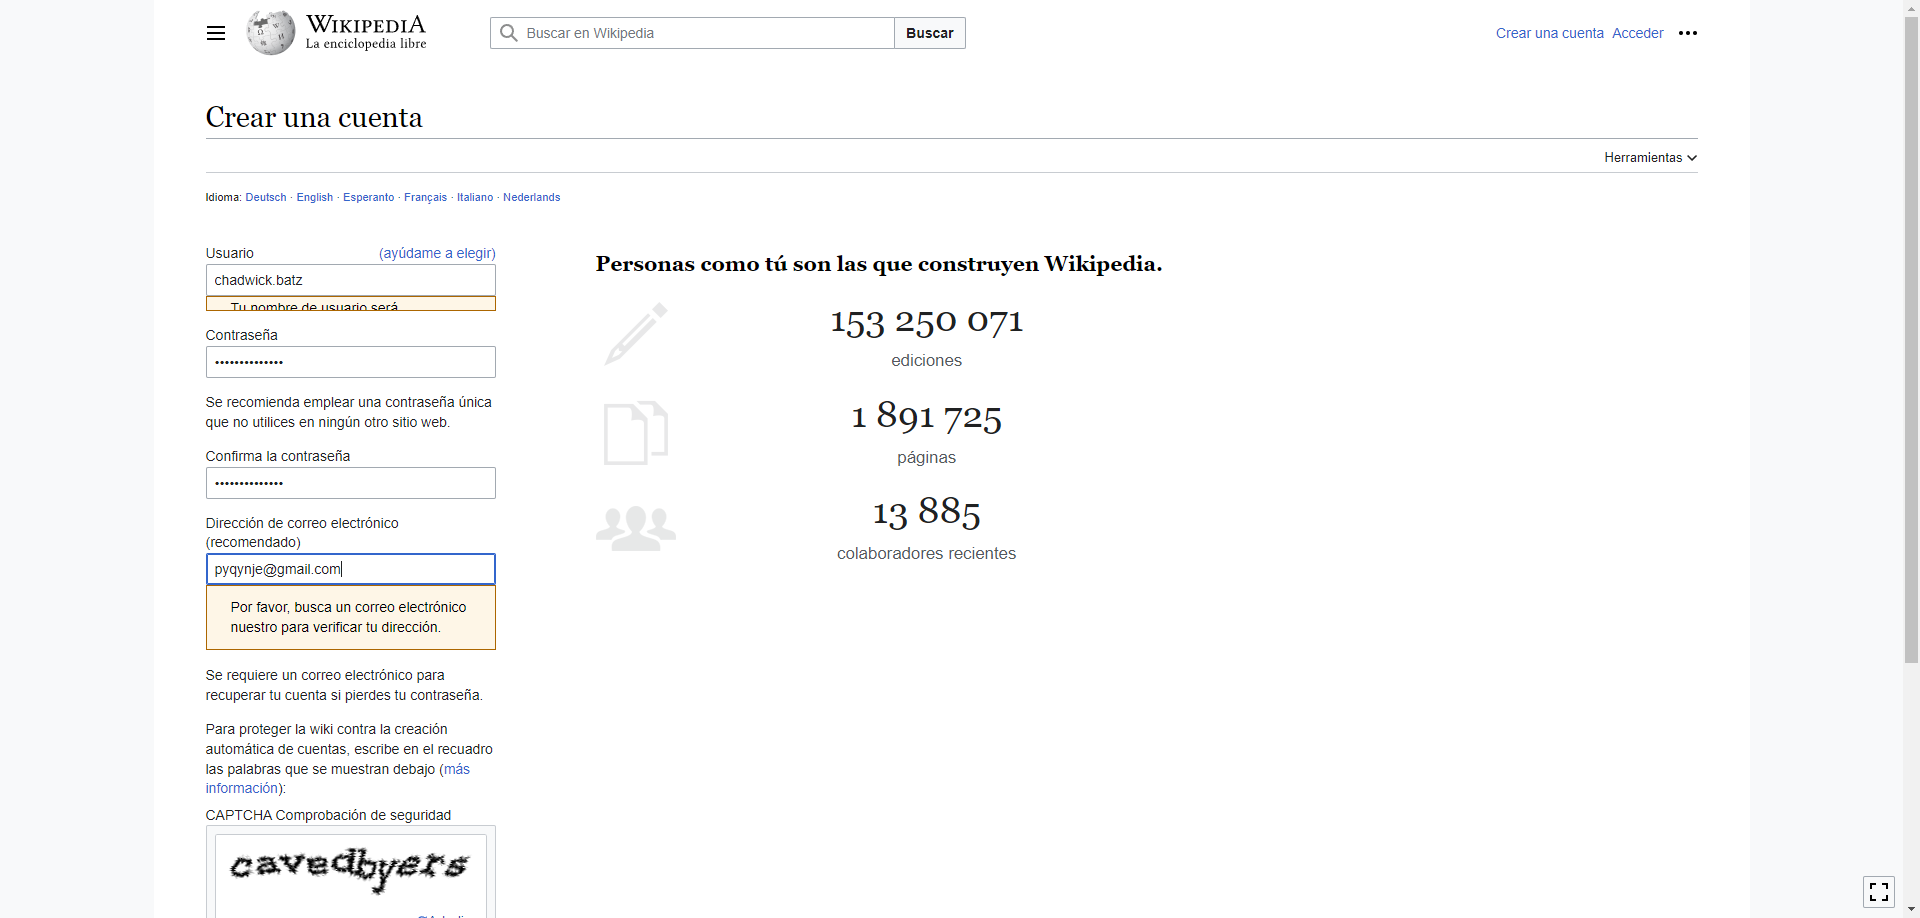 WIKIPEDIA
La enciclopedia libre
Buscar en Wikipedia
Buscar
Crear una cuenta Acceder
Crear una cuenta
Herramientas
Idioma: Deutsch · English · Esperanto · Français · Italiano · Nederlands
Usuario (ayúdame a elegir)
chadwick.batz
Tu nombre de usuario será
Contraseña
••••••••••••••
Se recomienda emplear una contraseña única
que no utilices en ningún otro sitio web.
Confirma la contraseña
••••••••••••••
Dirección de correo electrónico
(recomendado)
pyqynje@gmail.com
Por favor, busca un correo electrónico
nuestro para verificar tu dirección.
Se requiere un correo electrónico para
recuperar tu cuenta si pierdes tu contraseña.
Para proteger la wiki contra la creación
automática de cuentas, escribe en el recuadro
las palabras que se muestran debajo (más
información):
CAPTCHA Comprobación de seguridad
cavedbyers
Personas como tú son las que construyen Wikipedia.
153 250 071
ediciones
1 891 725
páginas
13 885
colaboradores recientes